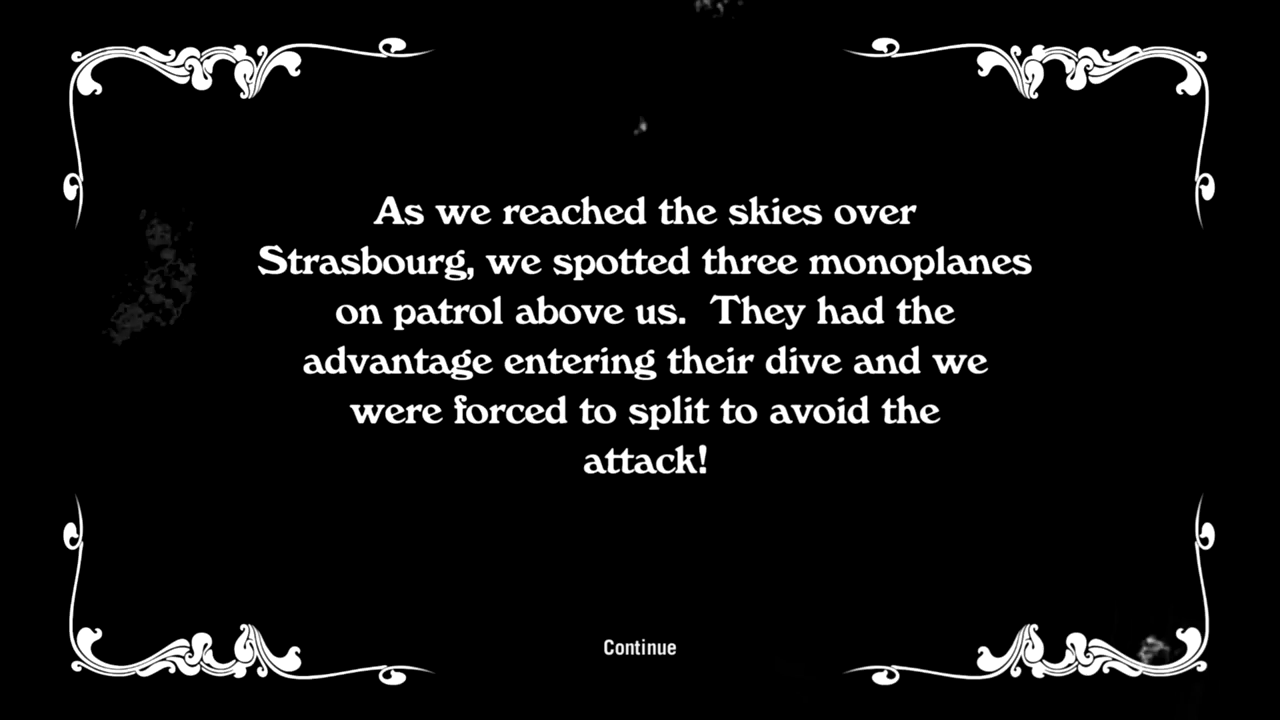 As we reached the skies over
Strasbourg, we spotted three monoplanes
on patrol above us.  They had the
advantage entering their dive and we
were forced to split to avoid the
attack!
Continue